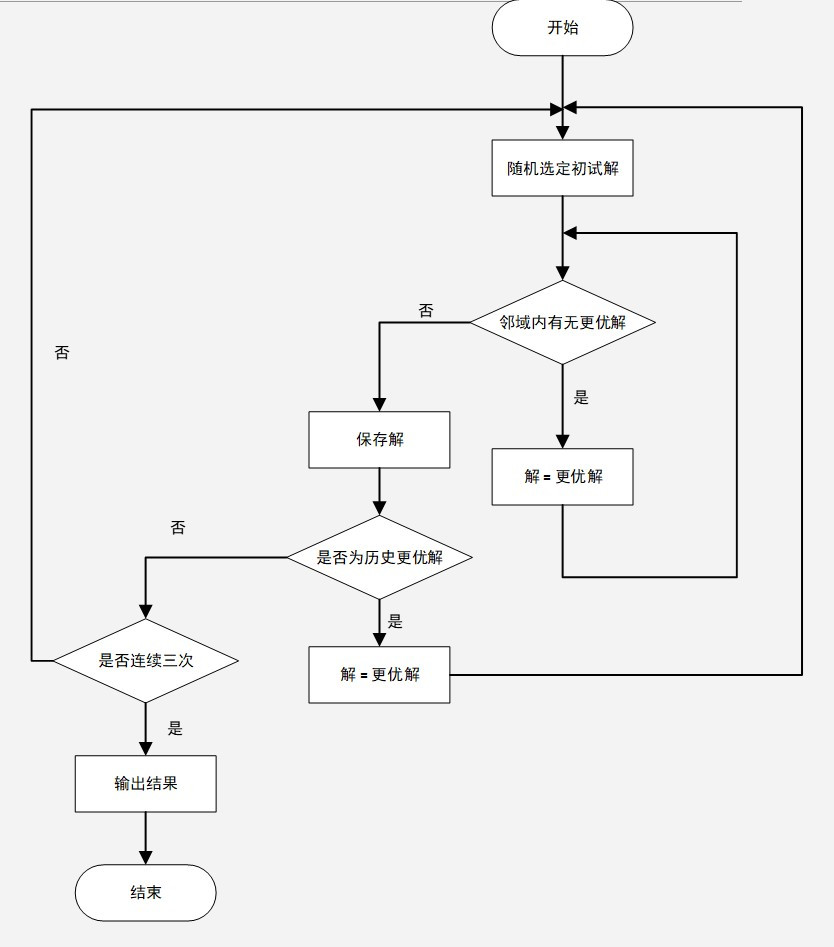 开始
随机选定初试解
邻域内有无更优解
否
是
保存解
解 = 更优解
否
是否为历史更优解
否
是
是否连续三次
解 = 更优解
是
输出结果
结束